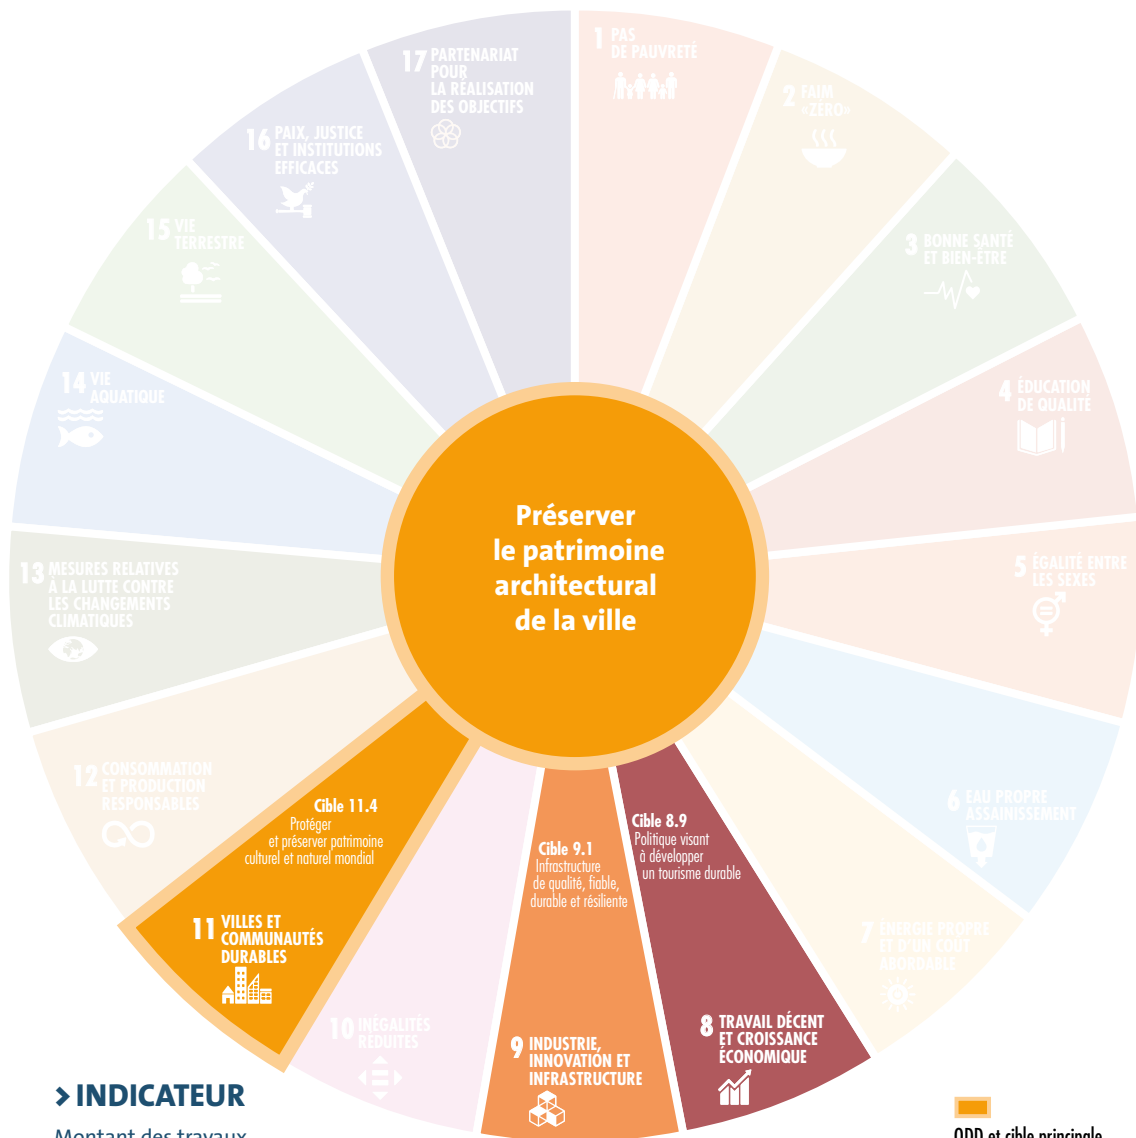 1 PAS
DE PAUVRETÉ
2 FAIM
«ZÉRO»
3 BONNE SANTÉ
ET BIEN-ÊTRE
4 ÉDUCATION
DE QUALITÉ
5 ÉGALITÉ ENTRE
LES SEXES
6 EAU PROPRE
ASSAINISSEMENT
7 ÉNERGIE PROPRE
ET D'UN COÛT
ABORDABLE
Cible 8.9
Politique visant
à développer
un tourisme durable
8 TRAVAIL DÉCENT
ET CROISSANCE
ÉCONOMIQUE
Cible 9.1
Infrastructure
de qualité, fiable,
durable et résiliente
9 INDUSTRIE,
INNOVATION ET
INFRASTRUCTURE
10 INÉGALITÉS
RÉDUITES
Cible 11.4
Protéger
et préserver patrimoine
culturel et naturel mondial
11 VILLES ET
COMMUNAUTÉS
DURABLES
12 CONSOMMATION
ET PRODUCTION
RESPONSABLES
13 MESURES RELATIVES
À LA LUTTE CONTRE
LES CHANGEMENTS
CLIMATIQUES
14 VIE
AQUATIQUE
15 VIE
TERRESTRE
16 PAIX, JUSTICE
ET INSTITUTIONS
EFFICACES
17 PARTENARIAT
POUR
LA RÉALISATION
DES OBJECTIFS
Préserver
le patrimoine
architectural
de la ville
> INDICATEUR
Montant des travaux
ODD et cible principale